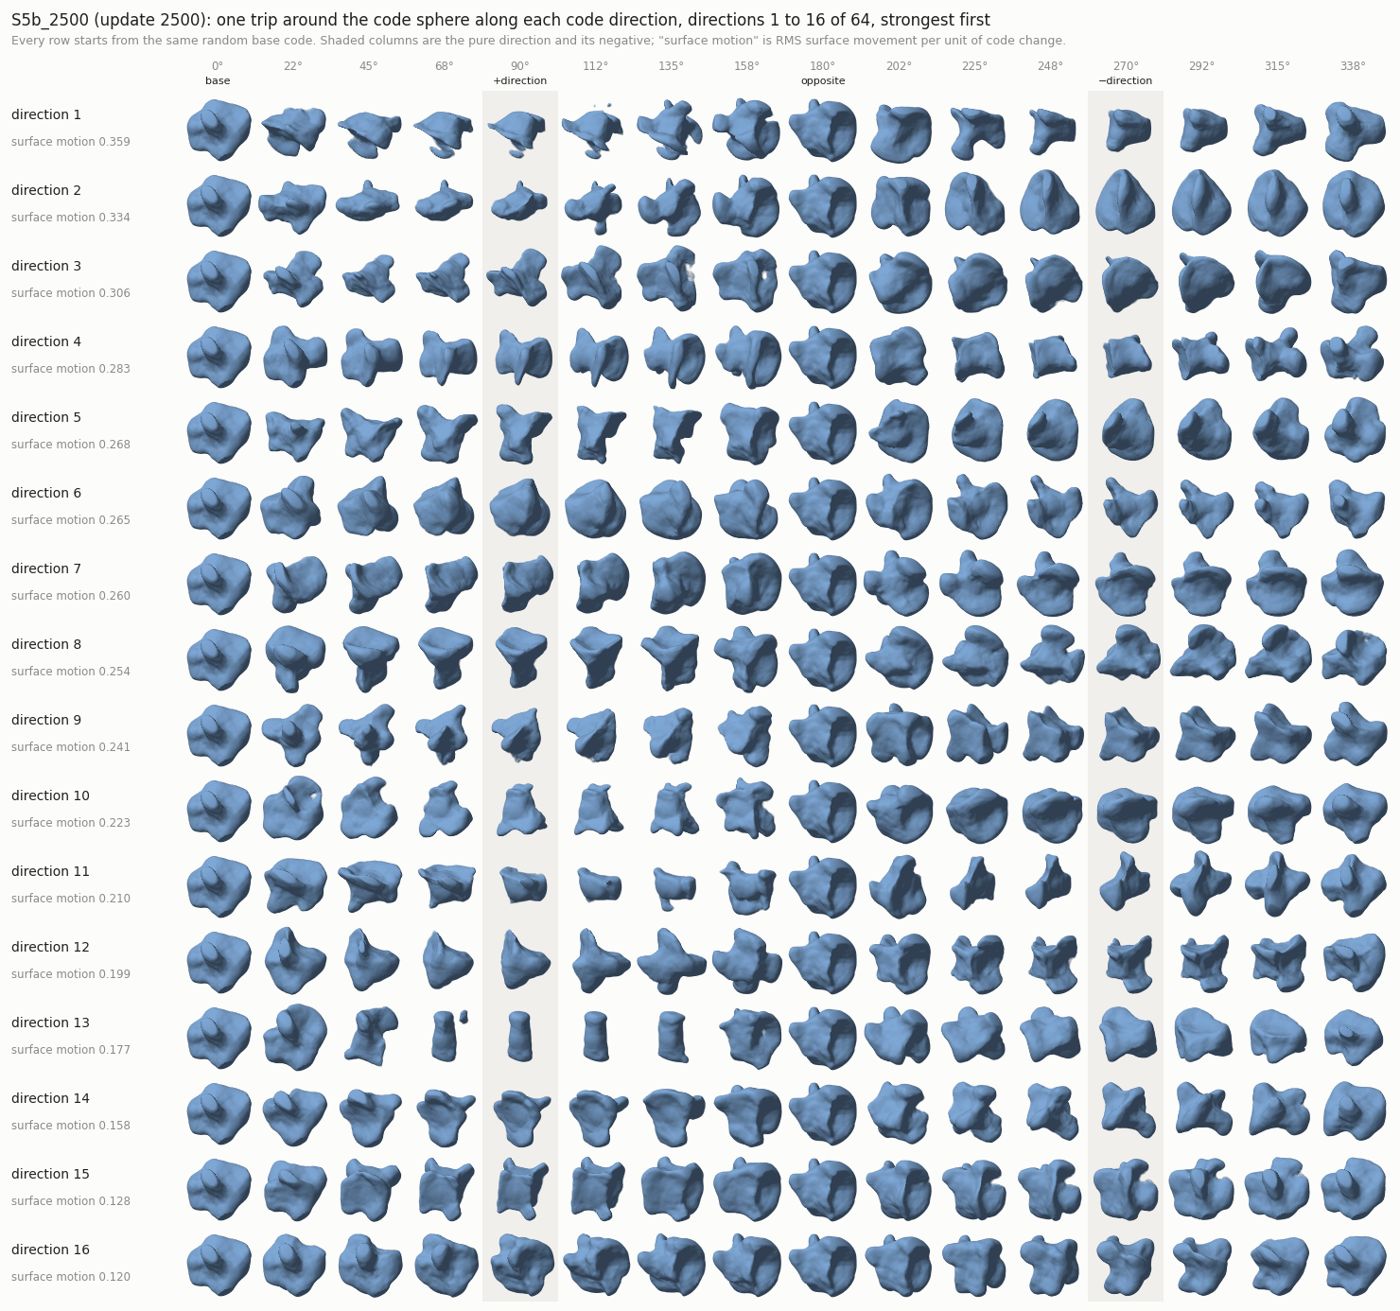 S5b_2500 (update 2500): one trip around the code sphere along each code direction, directions 1 to 16 of 64, strongest first
Every row starts from the same random base code. Shaded columns are the pure direction and its negative; "surface motion" is RMS surface movement per unit of code change.
0° 22° 45° 68° 90° 112° 135° 158° 180° 202° 225° 248° 270° 292° 315° 338°
base +direction opposite −direction
direction 1
surface motion 0.359
direction 2
surface motion 0.334
direction 3
surface motion 0.306
direction 4
surface motion 0.283
direction 5
surface motion 0.268
direction 6
surface motion 0.265
direction 7
surface motion 0.260
direction 8
surface motion 0.254
direction 9
surface motion 0.241
direction 10
surface motion 0.223
direction 11
surface motion 0.210
direction 12
surface motion 0.199
direction 13
surface motion 0.177
direction 14
surface motion 0.158
direction 15
surface motion 0.128
direction 16
surface motion 0.120